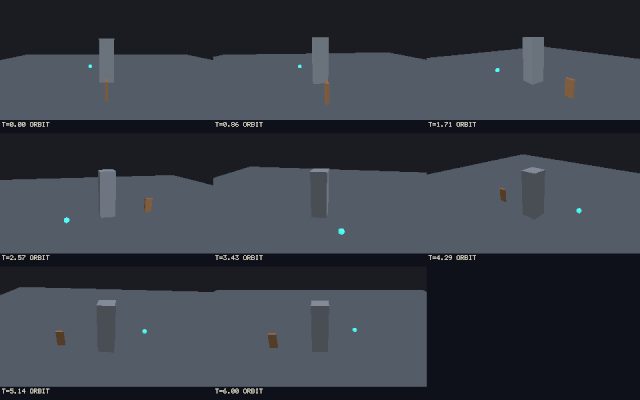 T=0.00 ORBIT
T=0.86 ORBIT
T=1.71 ORBIT
T=2.57 ORBIT
T=3.43 ORBIT
T=4.29 ORBIT
T=5.14 ORBIT
T=6.00 ORBIT